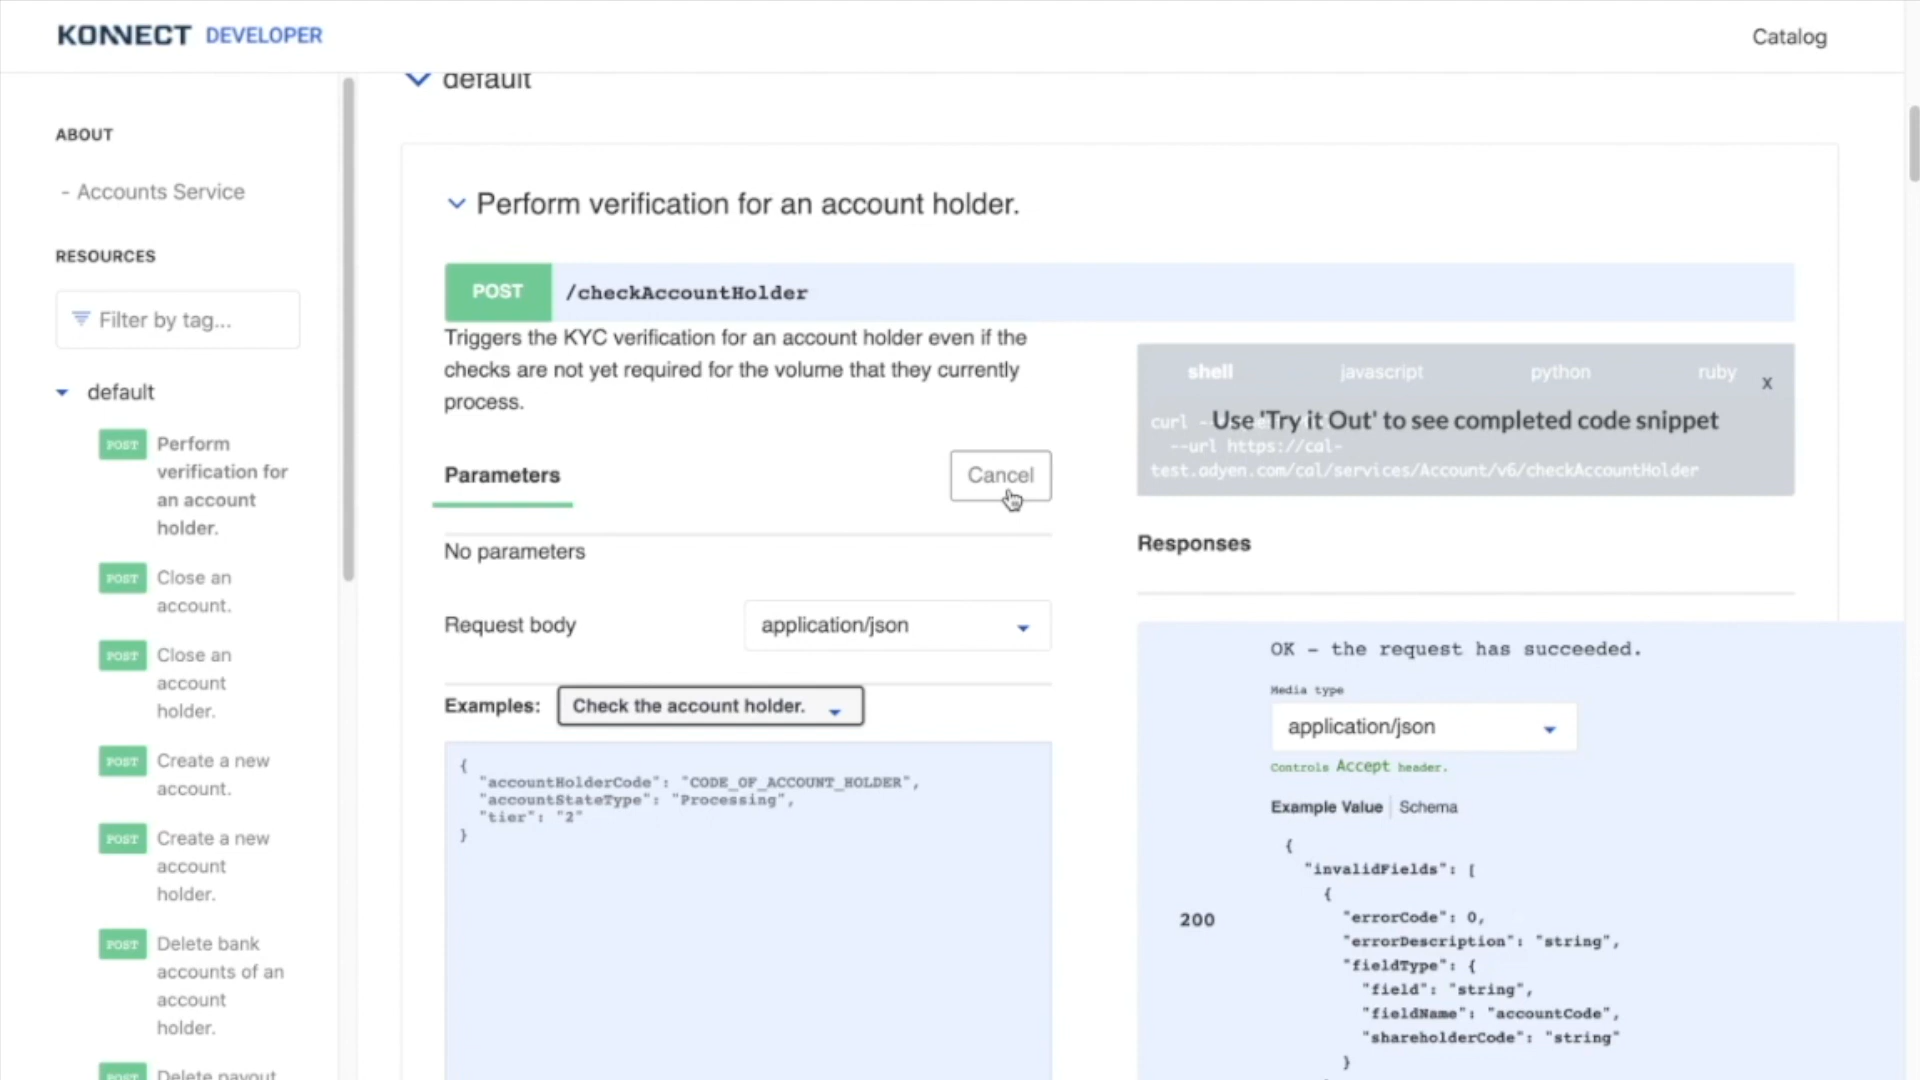 KONNECT DEVELOPER
Catalog
ABOUT
- Accounts Service
RESOURCES
Filter by tag...
default
POST Perform
verification for
an account
holder.
POST Close an
account.
POST Close an
account
holder.
POST Create a new
account.
POST Create a new
account
holder.
POST Delete bank
accounts of an
account
holder.
POST Delete payout
default
Perform verification for an account holder.
POST /checkAccountHolder
Triggers the KYC verification for an account holder even if the
checks are not yet required for the volume that they currently
process.
Parameters
Cancel
No parameters
Request body
application/json
Examples: Check the account holder.
{
"accountHolderCode": "CODE_OF_ACCOUNT_HOLDER",
"accountStateType": "Processing",
"tier": "2"
}
shell javascript python ruby x
Use 'Try it Out' to see completed code snippet
curl
--url https://cal-
test.adyen.com/cal/services/Account/v6/checkAccountHolder
Responses
200
OK - the request has succeeded.
Media type
application/json
Controls Accept header.
Example Value Schema
{
"invalidFields": [
{
"errorCode": 0,
"errorDescription": "string",
"fieldType": {
"field": "string",
"fieldName": "accountCode",
"shareholderCode": "string"
}